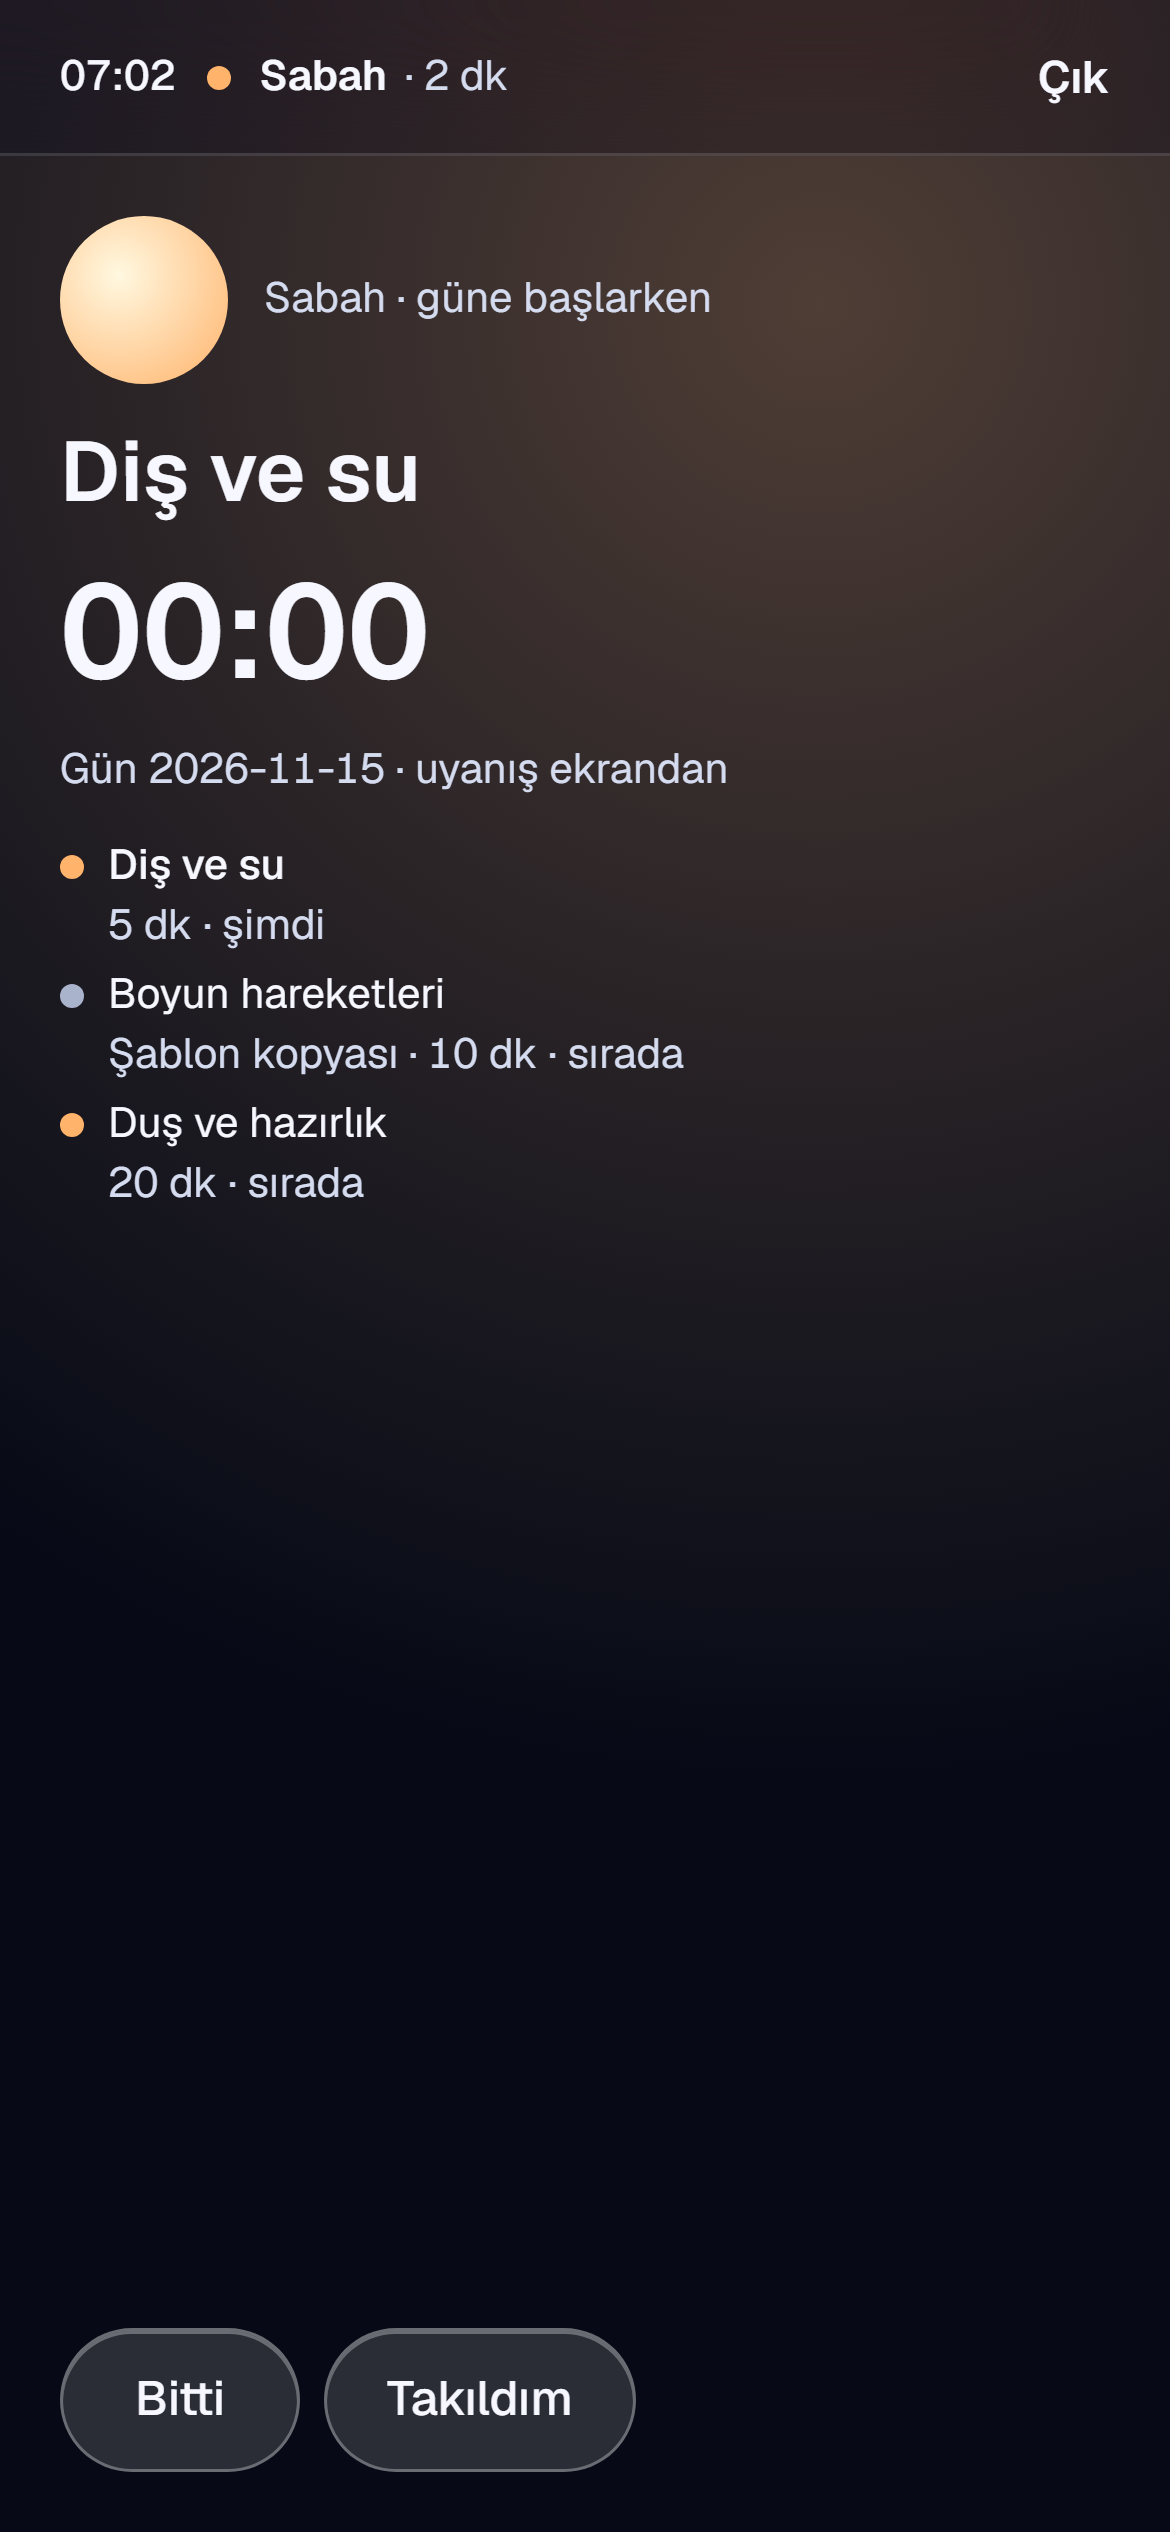 07:02 Sabah · 2 dk Çık
Sabah · güne başlarken
Diş ve su
00:00
Gün 2026-11-15 · uyanış ekrandan
Diş ve su
5 dk · şimdi
Boyun hareketleri
Şablon kopyası · 10 dk · sırada
Duş ve hazırlık
20 dk · sırada
Bitti Takıldım